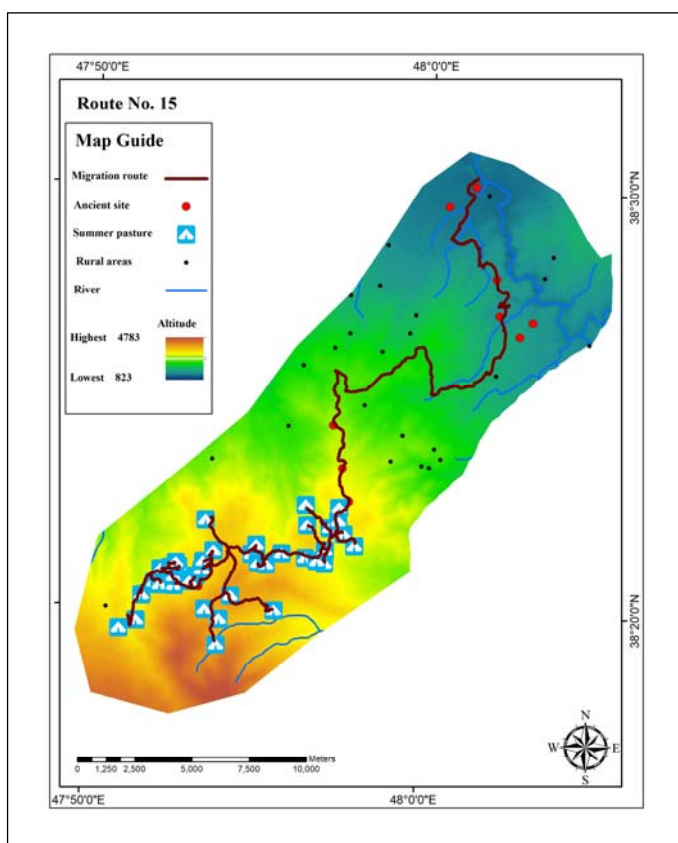 47°50'0"E 48°0'0"E
Route No. 15
Map Guide
Migration route
Ancient site
Summer pasture
Rural areas
River
Altitude
Highest 4783
Lowest 823
38°30'0"N
38°20'0"N
N
W E
S
Meters
0 1,250 2,500 5,000 7,500 10,000
47°50'0"E 48°0'0"E